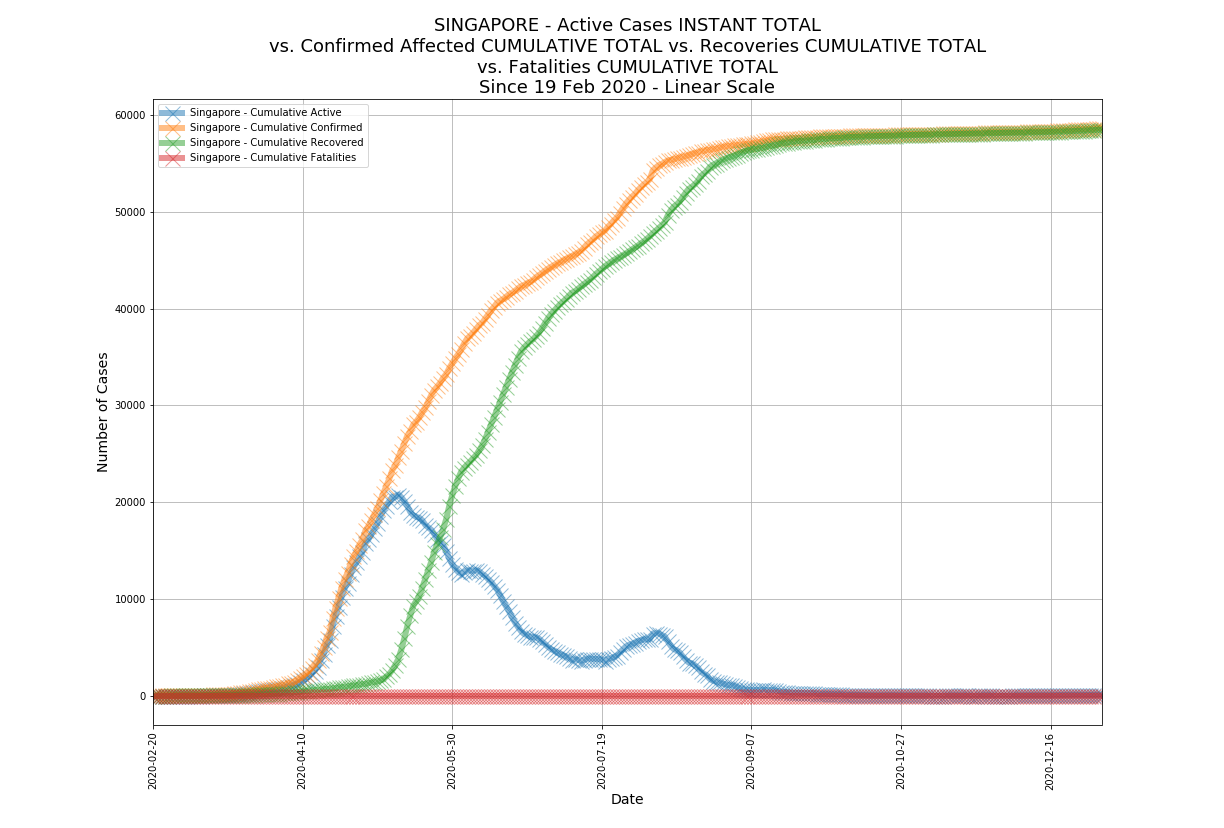 SINGAPORE - Active Cases INSTANT TOTAL
vs. Confirmed Affected CUMULATIVE TOTAL vs. Recoveries CUMULATIVE TOTAL
vs. Fatalities CUMULATIVE TOTAL
Since 19 Feb 2020 - Linear Scale
Singapore - Cumulative Active
Singapore - Cumulative Confirmed
Singapore - Cumulative Recovered
Singapore - Cumulative Fatalities
Number of Cases
60000
50000
40000
30000
20000
10000
0
2020-02-20
2020-04-10
2020-05-30
2020-07-19
2020-09-07
2020-10-27
2020-12-16
Date